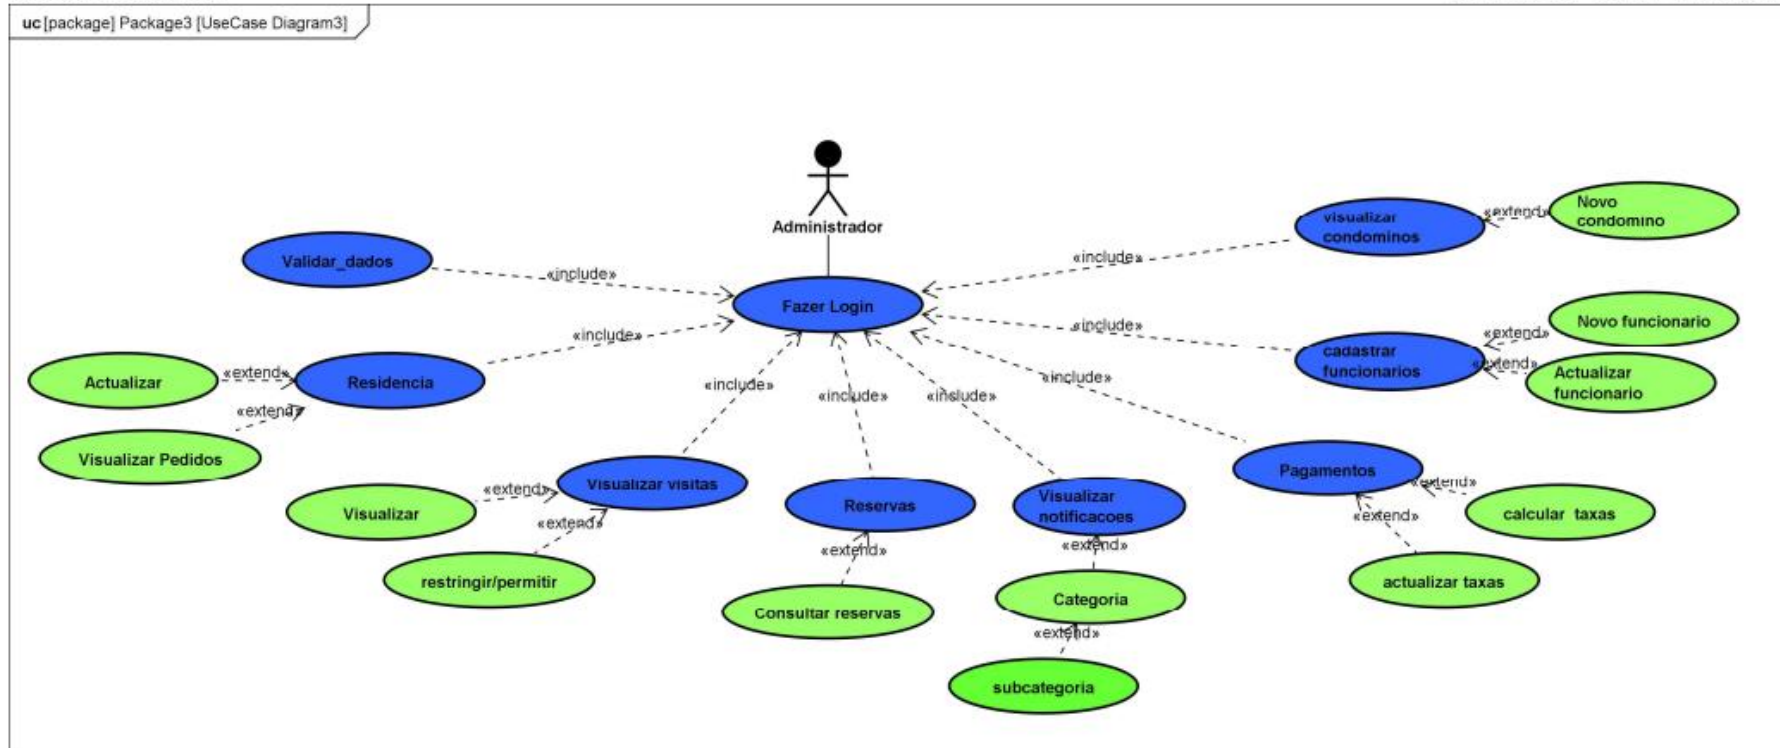 uc [package] Package3 [UseCase Diagram3]
Administrador
Fazer Login
Validar_dados
«include»
Residencia
«include»
Actualizar
«extend»
Visualizar Pedidos
«extend»
Visualizar visitas
«include»
Visualizar
«extend»
restringir/permitir
«extend»
Reservas
«include»
Consultar reservas
«extend»
Visualizar
notificacoes
«include»
Categoria
«extend»
subcategoria
«extend»
Pagamentos
«include»
calcular taxas
«extend»
actualizar taxas
«extend»
cadastrar
funcionarios
«include»
Novo funcionario
«extend»
Actualizar
funcionario
«extend»
visualizar
condominos
«include»
Novo
condomino
«extend»